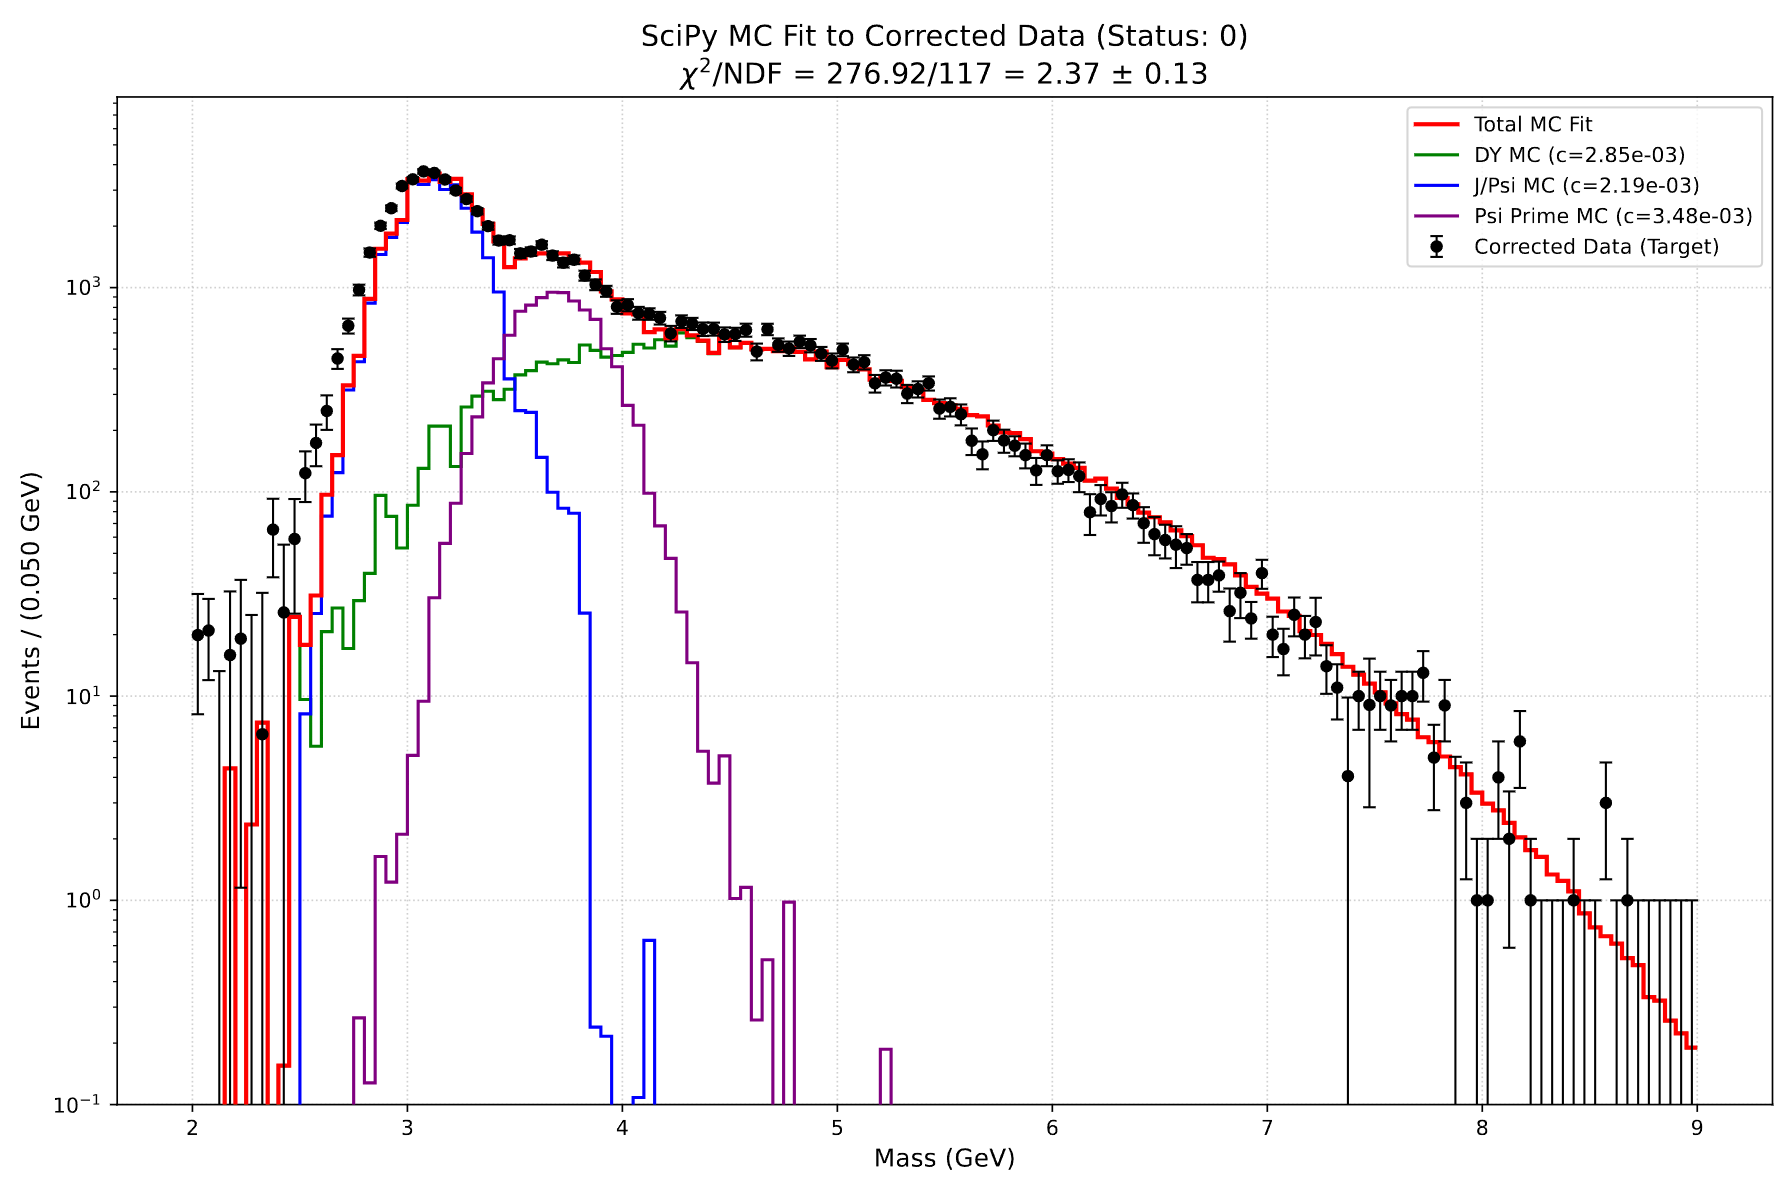 SciPy MC Fit to Corrected Data (Status: 0)
χ²/NDF = 276.92/117 = 2.37 ± 0.13
Total MC Fit
DY MC (c=2.85e-03)
J/Psi MC (c=2.19e-03)
Psi Prime MC (c=3.48e-03)
Corrected Data (Target)
Events / (0.050 GeV)
10³
10²
10¹
10⁰
10⁻¹
2 3 4 5 6 7 8 9
Mass (GeV)